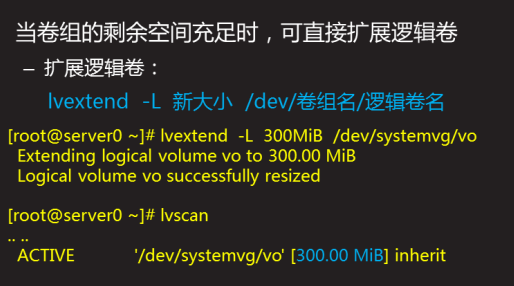 当卷组的剩余空间充足时，可直接扩展逻辑卷
– 扩展逻辑卷：
lvextend -L 新大小 /dev/卷组名/逻辑卷名
[root@server0 ~]# lvextend -L 300MiB /dev/systemvg/vo
Extending logical volume vo to 300.00 MiB
Logical volume vo successfully resized
[root@server0 ~]# lvscan
.. ..
ACTIVE '/dev/systemvg/vo' [300.00 MiB] inherit